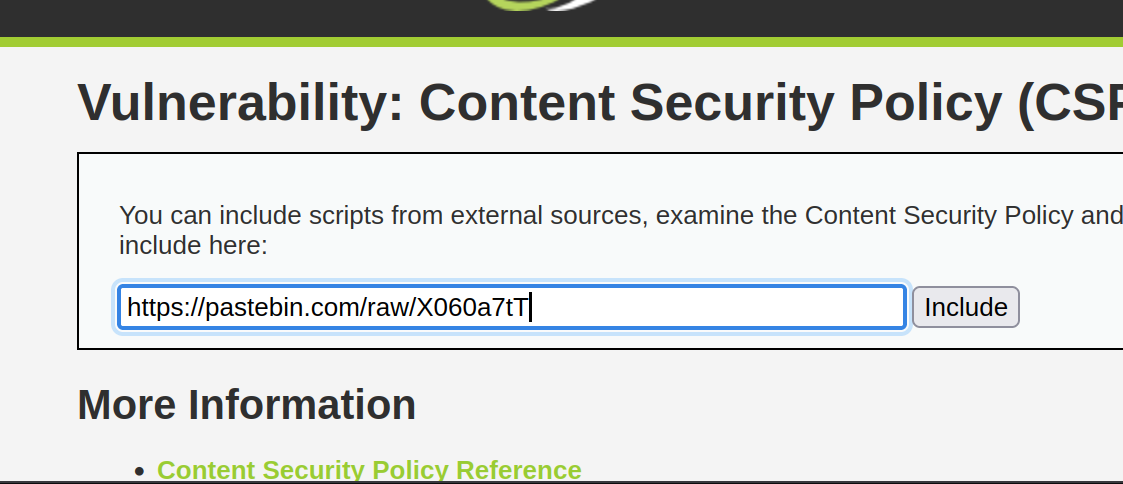 Vulnerability: Content Security Policy (CSP
You can include scripts from external sources, examine the Content Security Policy and
include here:
https://pastebin.com/raw/X060a7tT
Include
More Information
Content Security Policy Reference